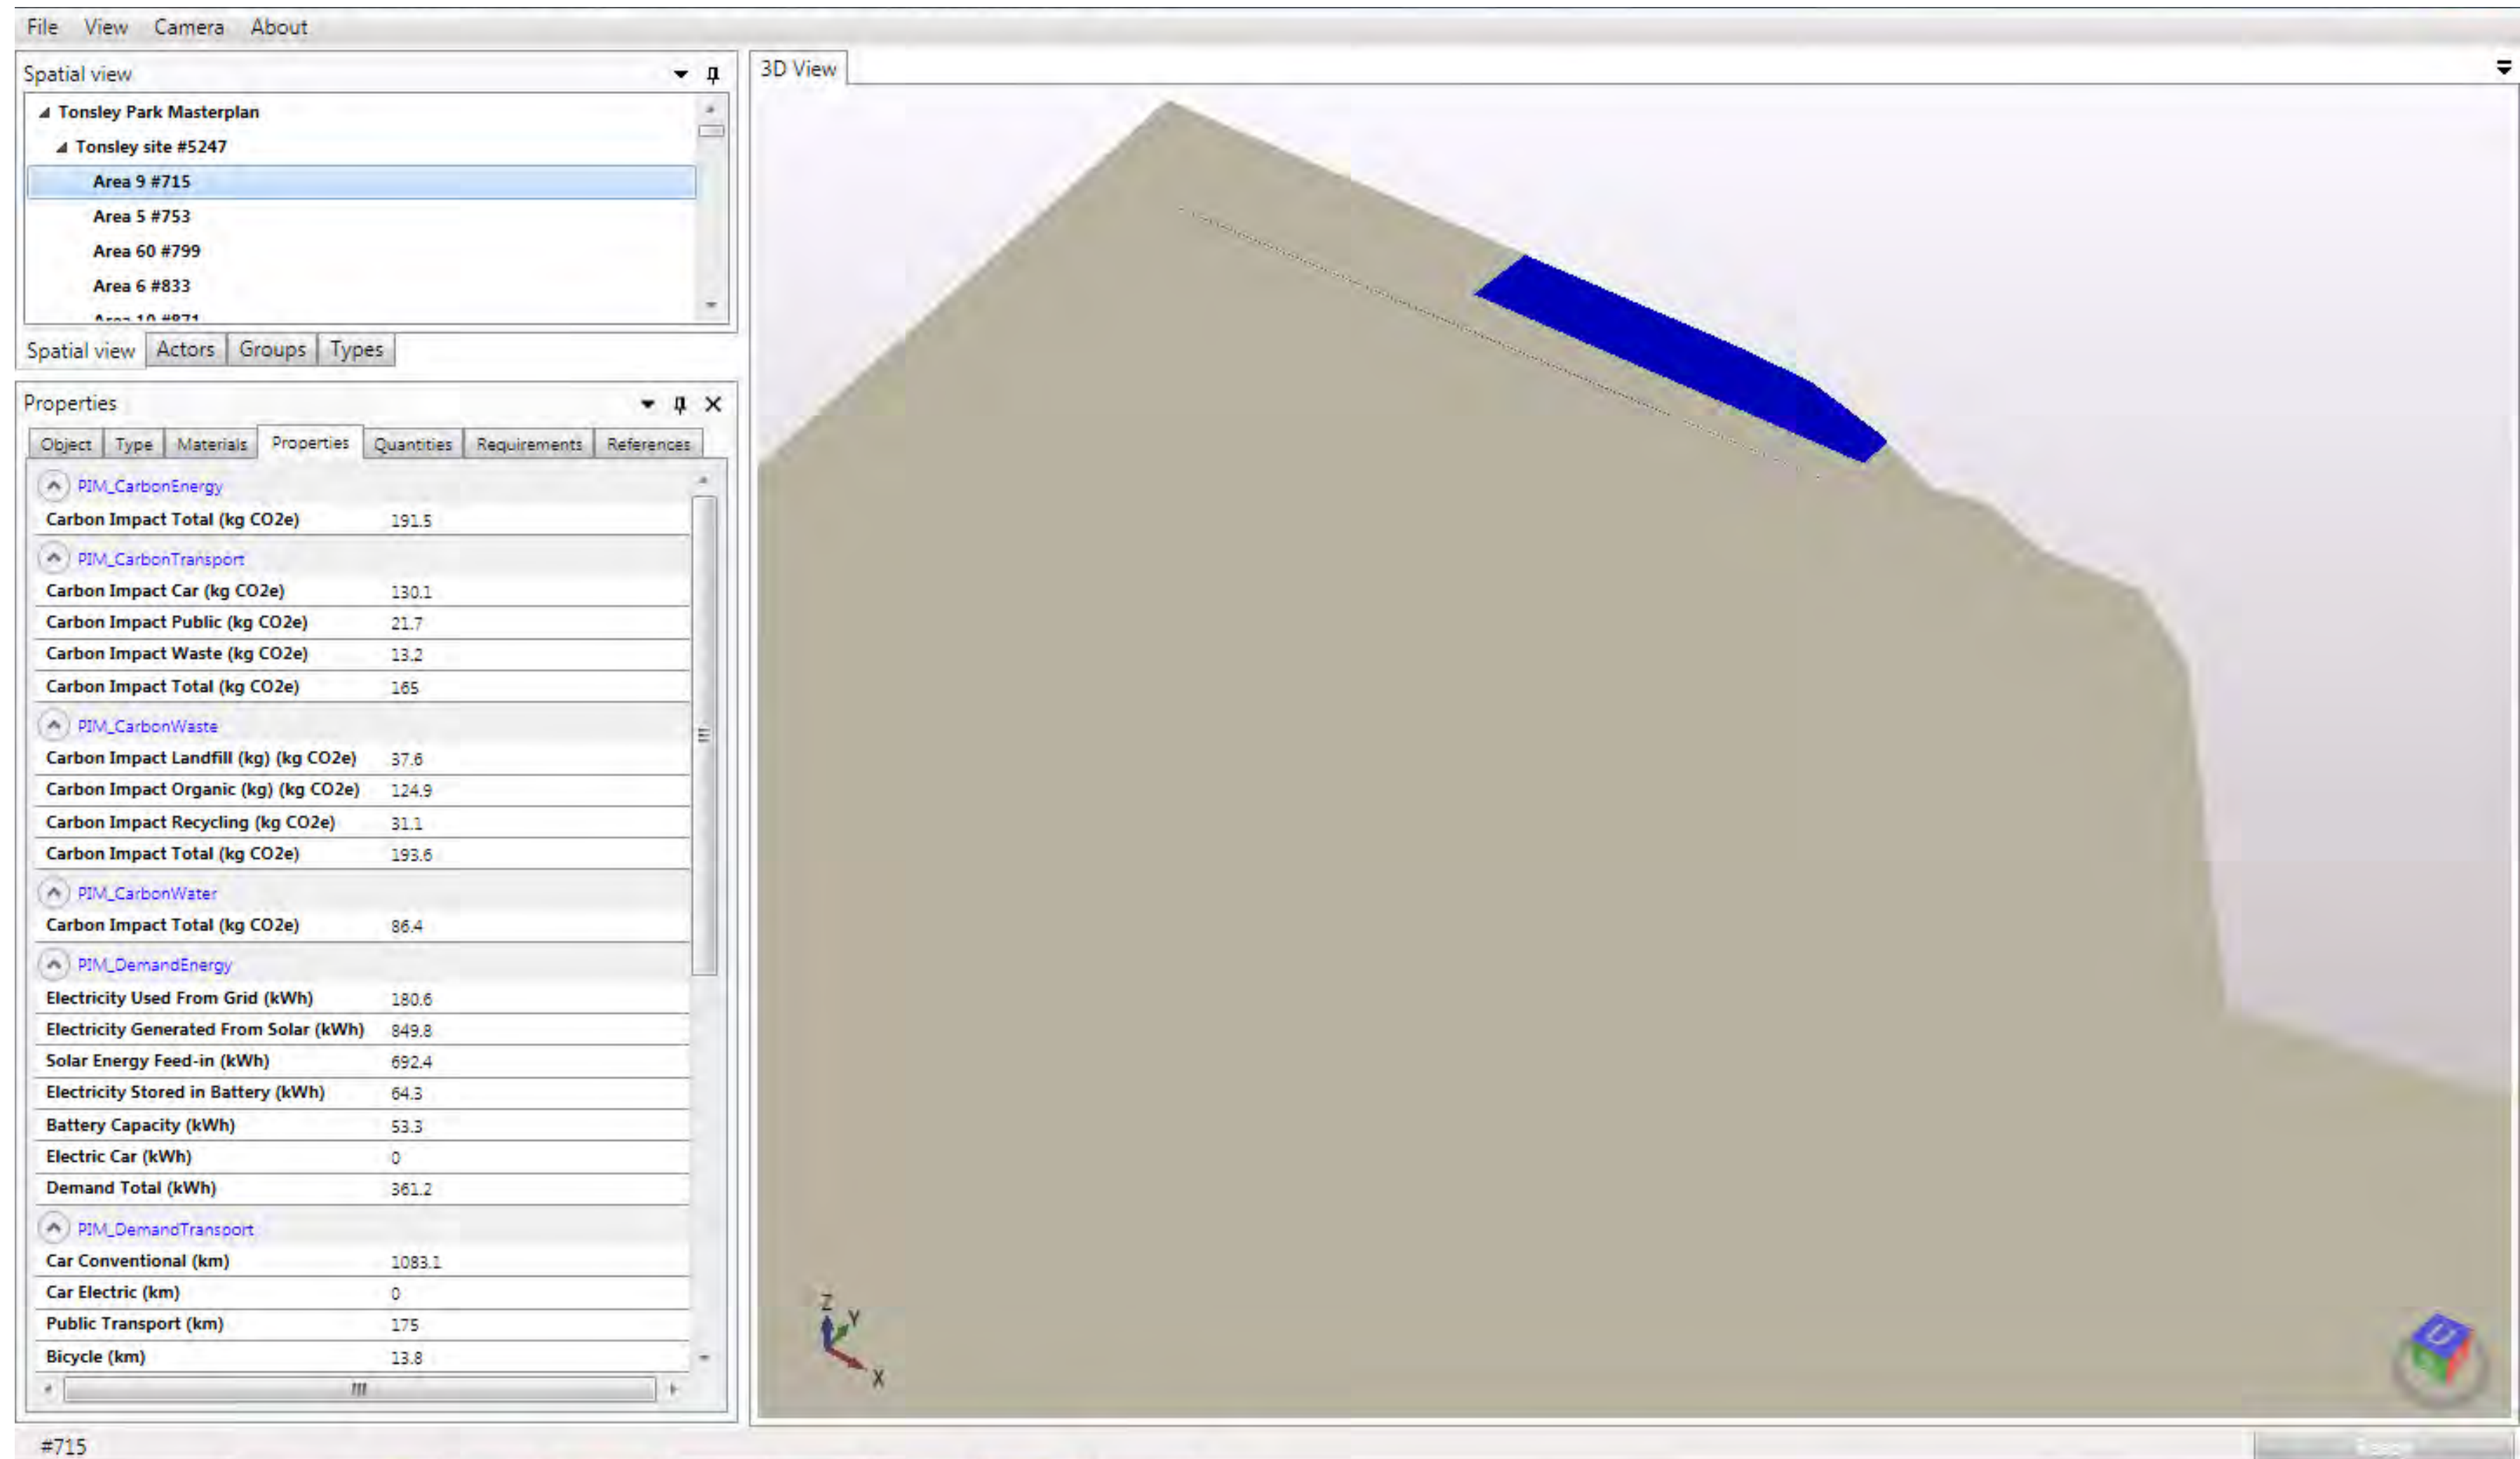 File View Camera About
Spatial view
Tonsley Park Masterplan
Tonsley site #5247
Area 9 #715
Area 5 #753
Area 60 #799
Area 6 #833
Area 10 #871
Spatial view Actors Groups Types
Properties
Object Type Materials Properties Quantities Requirements References
PIM_CarbonEnergy
Carbon Impact Total (kg CO2e) 191.5
PIM_CarbonTransport
Carbon Impact Car (kg CO2e) 130.1
Carbon Impact Public (kg CO2e) 21.7
Carbon Impact Waste (kg CO2e) 13.2
Carbon Impact Total (kg CO2e) 165
PIM_CarbonWaste
Carbon Impact Landfill (kg) (kg CO2e) 37.6
Carbon Impact Organic (kg) (kg CO2e) 124.9
Carbon Impact Recycling (kg CO2e) 31.1
Carbon Impact Total (kg CO2e) 193.6
PIM_CarbonWater
Carbon Impact Total (kg CO2e) 86.4
PIM_DemandEnergy
Electricity Used From Grid (kWh) 180.6
Electricity Generated From Solar (kWh) 849.8
Solar Energy Feed-in (kWh) 692.4
Electricity Stored in Battery (kWh) 64.3
Battery Capacity (kWh) 53.3
Electric Car (kWh) 0
Demand Total (kWh) 361.2
PIM_DemandTransport
Car Conventional (km) 1083.1
Car Electric (km) 0
Public Transport (km) 175
Bicycle (km) 13.8
#715
3D View
Z
Y
X
U